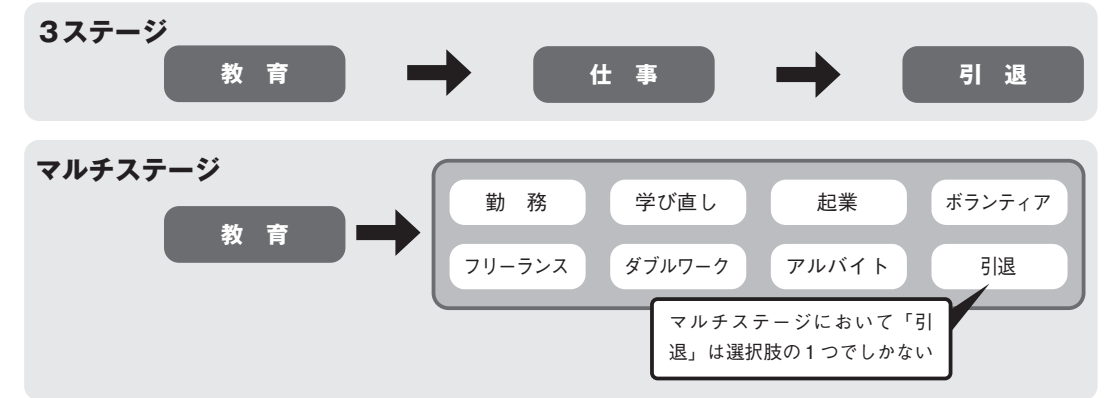 3ステージ
教 育
仕 事
引 退
マルチステージ
教 育
勤 務
学び直し
起業
ボランティア
フリーランス
ダブルワーク
アルバイト
引退
マルチステージにおいて「引
退」は選択肢の1つでしかない